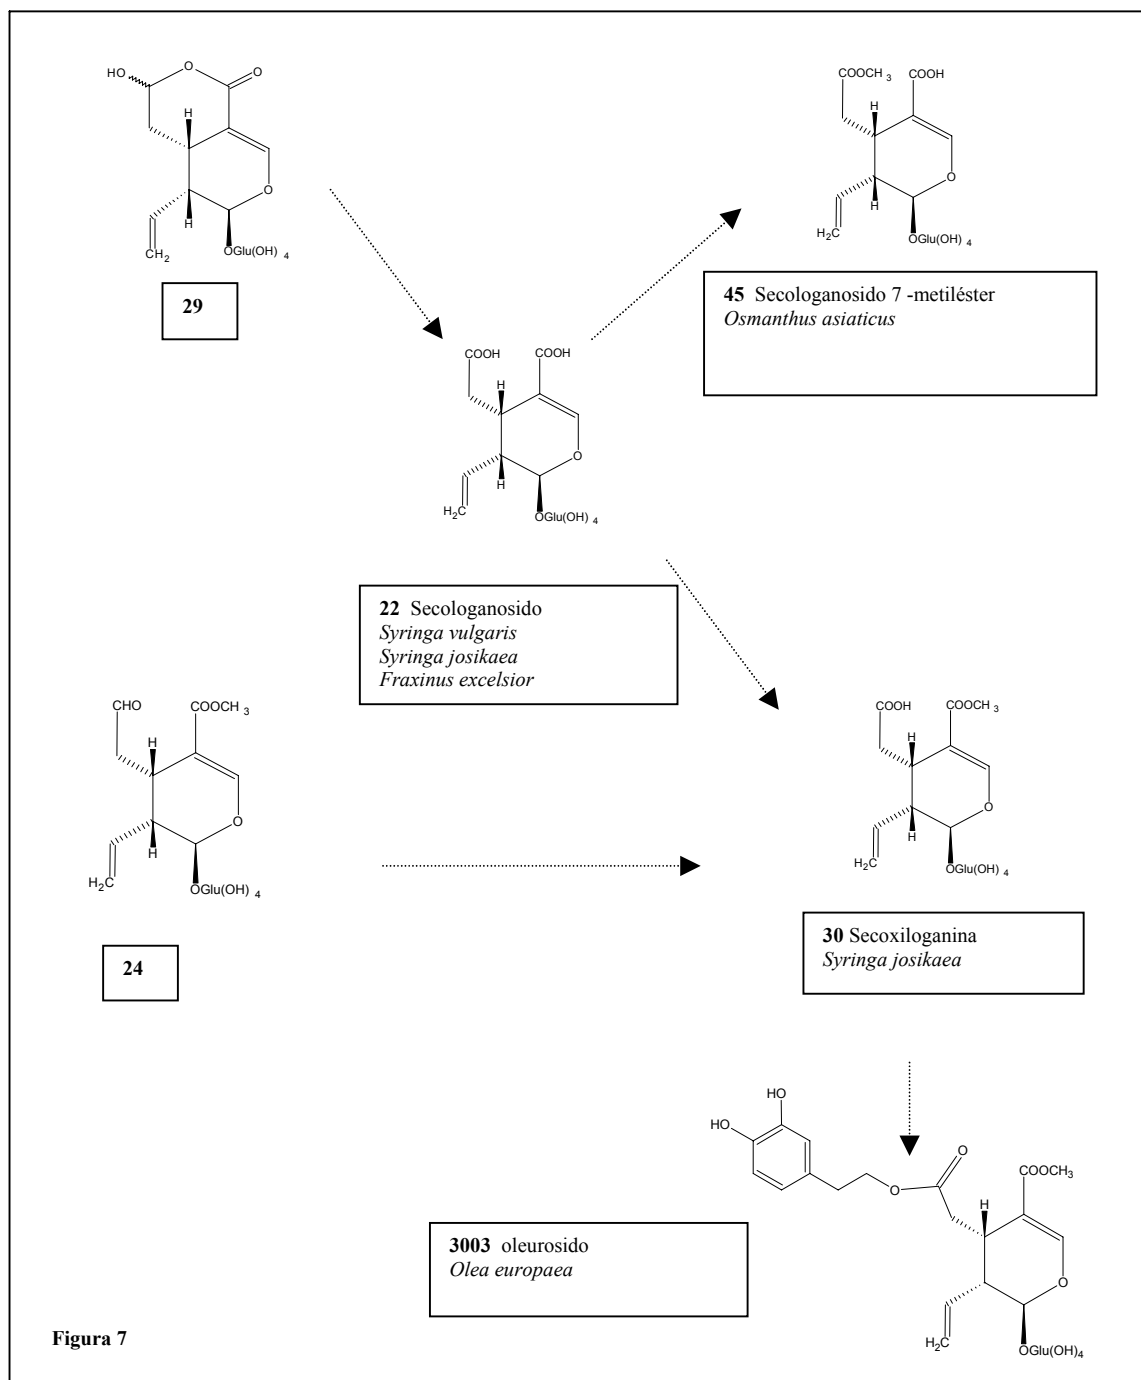 HO
O
O
H
O
H
CH₂
OGlu(OH) 4
29
COOCH 3
COOH
H
O
H
H₂C
OGlu(OH) 4
45 Secologanosido 7 -metiléster
Osmanthus asiaticus
COOH
COOH
H
O
H
H₂C
OGlu(OH) 4
22 Secologanosido
Syringa vulgaris
Syringa josikaea
Fraxinus excelsior
CHO
COOCH 3
H
O
H
H₂C
OGlu(OH) 4
24
COOH
COOCH 3
H
O
H
H₂C
OGlu(OH) 4
30 Secoxiloganina
Syringa josikaea
HO
HO
O
O
COOCH₃
H
O
H₂C
OGlu(OH)₄
3003 oleurosido
Olea europaea
Figura 7